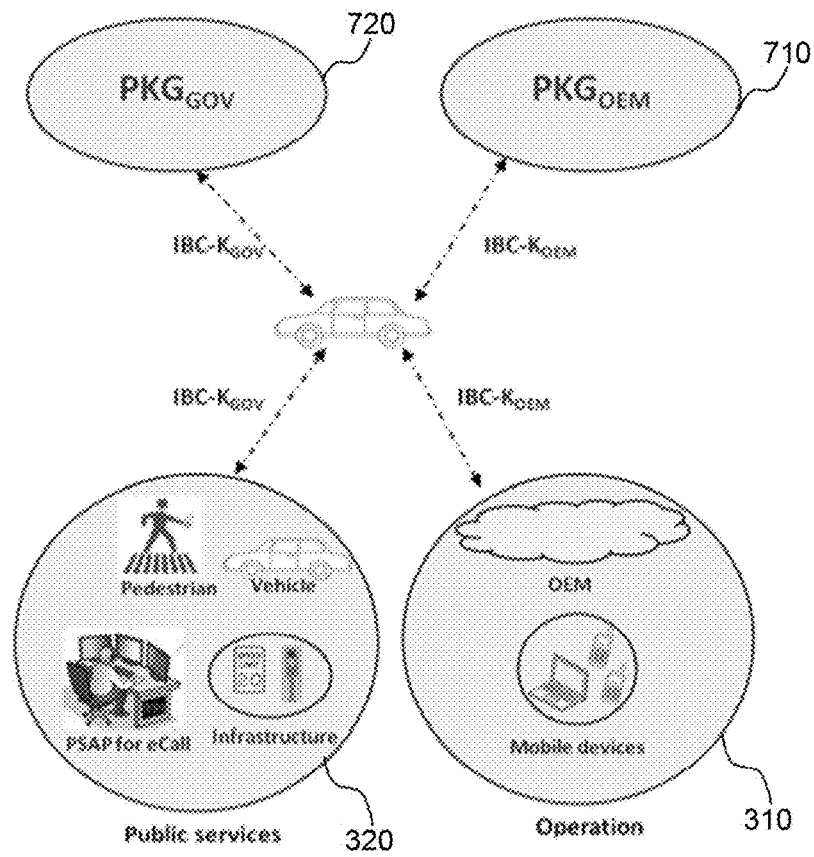 720
710
PKG_GOV
PKG_OEM
IBC-K_GOV
IBC-K_OEM
IBC-K_GOV
IBC-K_OEM
Pedestrian
Vehicle
OEM
PSAP for eCall
Infrastructure
Mobile devices
Public services
320
Operation
310